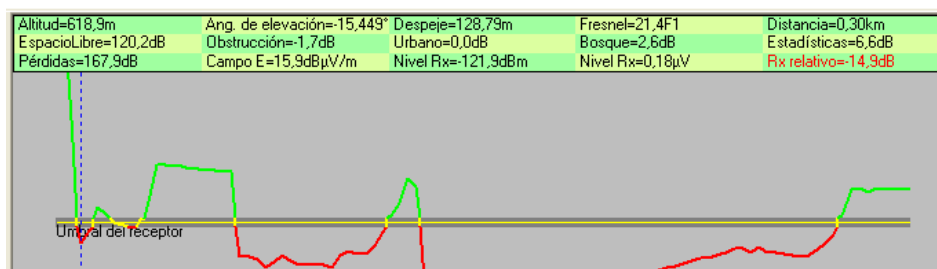 Altitud=618,9m Ang. de elevación=-15,449° Despeje=128,79m Fresnel=21,4F1 Distancia=0,30km
EspacioLibre=120,2dB Obstrucción=-1,7dB Urbano=0,0dB Bosque=2,6dB Estadísticas=6,6dB
Pérdidas=167,9dB Campo E=15,9dBµV/m Nivel Rx=-121,9dBm Nivel Rx=0,18µV Rx relativo=-14,9dB
Umbral del receptor